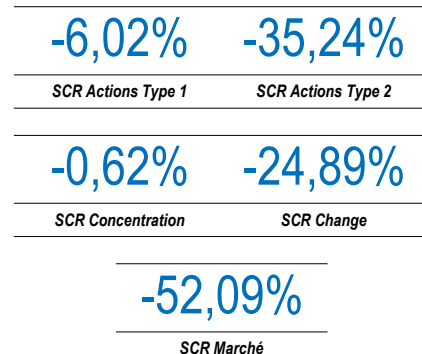 -6,02% -35,24%
SCR Actions Type 1 SCR Actions Type 2
-0,62% -24,89%
SCR Concentration SCR Change
-52,09%
SCR Marché